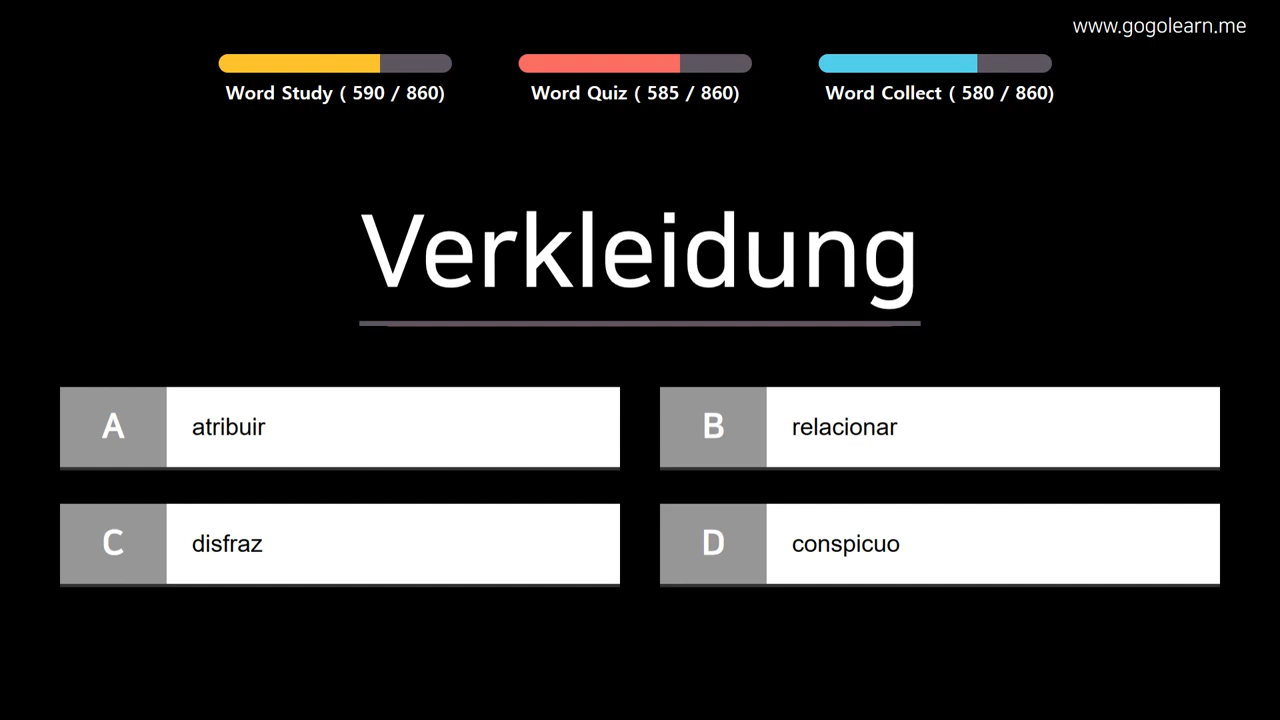 www.gogolearn.me
Word Study ( 590 / 860)
Word Quiz ( 585 / 860)
Word Collect ( 580 / 860)
Verkleidung
A atribuir
B relacionar
C disfraz
D conspicuo